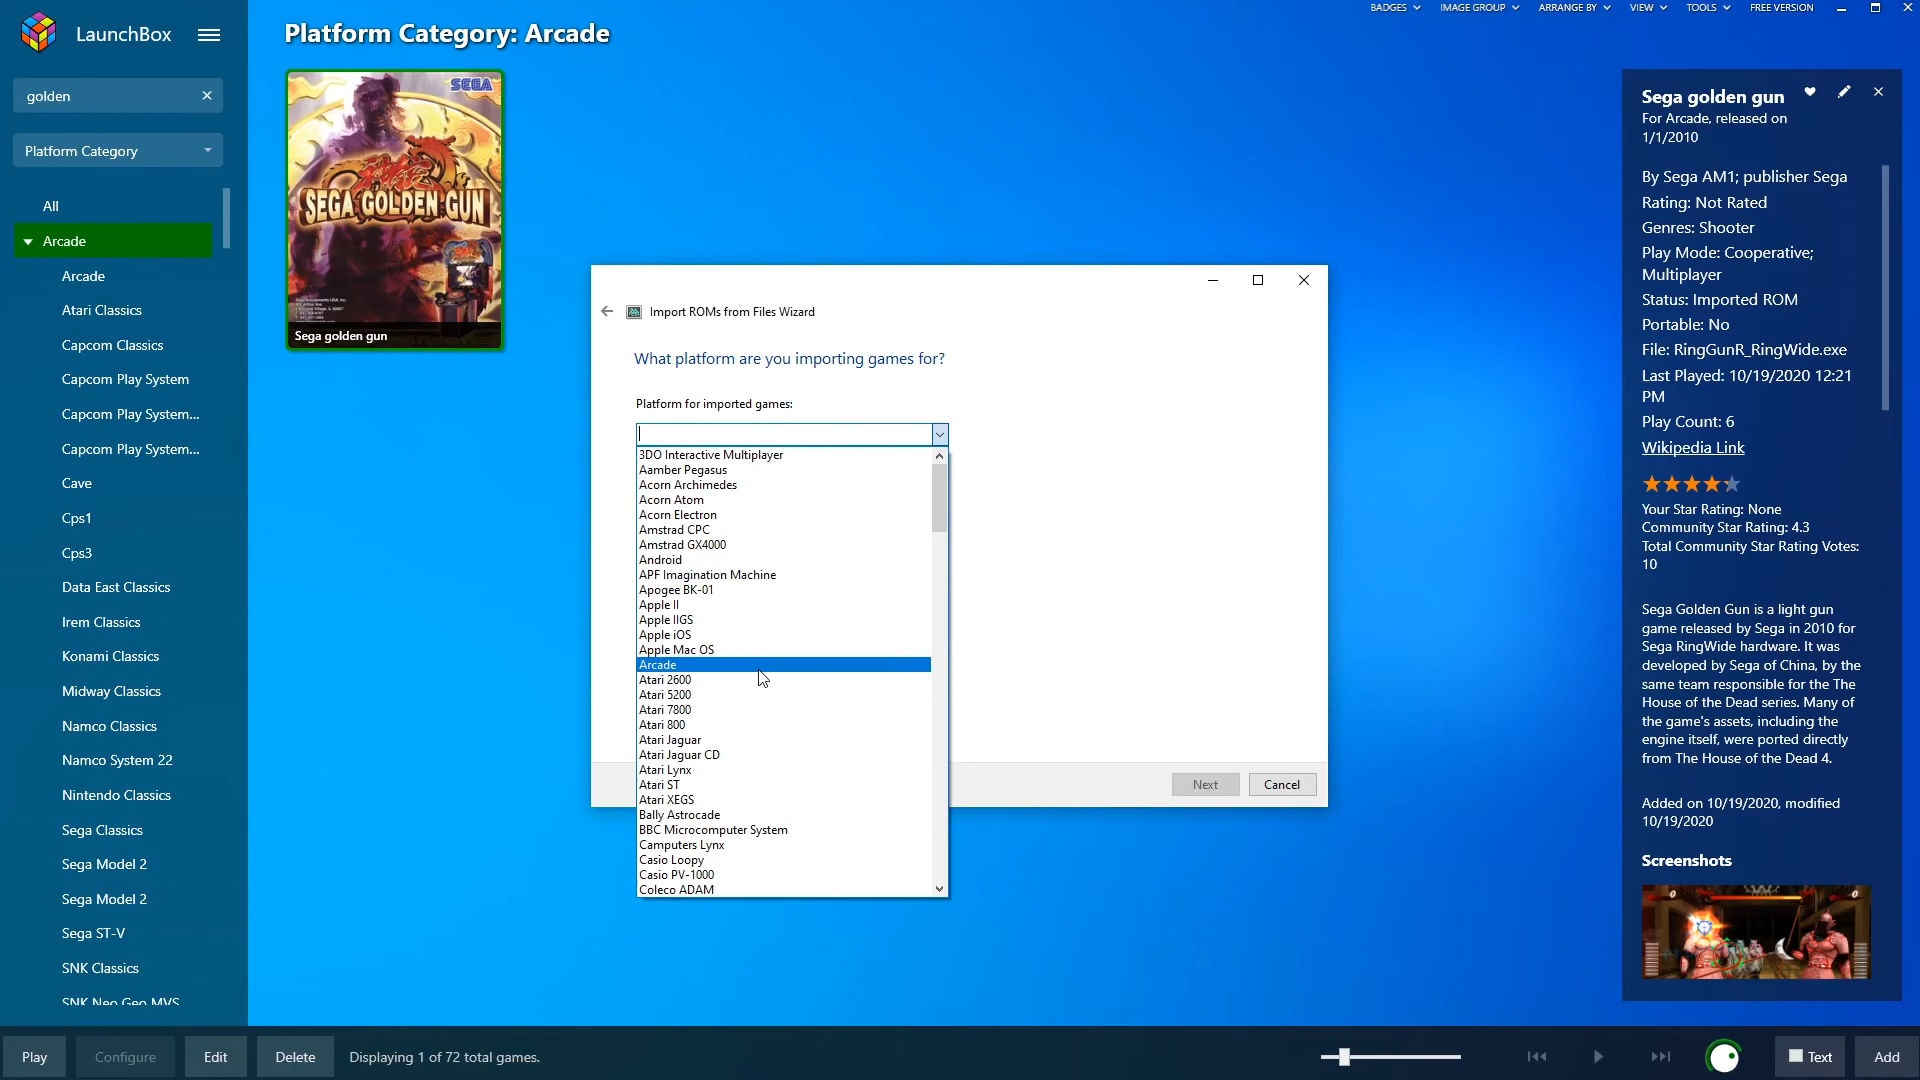 LaunchBox
Platform Category: Arcade
BADGES
IMAGE GROUP
ARRANGE BY
VIEW
TOOLS
FREE VERSION
golden
Platform Category
All
Arcade
Arcade
Atari Classics
Capcom Classics
Capcom Play System
Capcom Play System...
Capcom Play System...
Cave
Cps1
Cps3
Data East Classics
Irem Classics
Konami Classics
Midway Classics
Namco Classics
Namco System 22
Nintendo Classics
Sega Classics
Sega Model 2
Sega Model 2
Sega ST-V
SNK Classics
SNK Neo Geo MVS
SEGA
SEGA GOLDEN GUN
Sega golden gun
Import ROMs from Files Wizard
What platform are you importing games for?
Platform for imported games:
3DO Interactive Multiplayer
Aamber Pegasus
Acorn Archimedes
Acorn Atom
Acorn Electron
Amstrad CPC
Amstrad GX4000
Android
APF Imagination Machine
Apogee BK-01
Apple II
Apple IIGS
Apple iOS
Apple Mac OS
Arcade
Atari 2600
Atari 5200
Atari 7800
Atari 800
Atari Jaguar
Atari Jaguar CD
Atari Lynx
Atari ST
Atari XEGS
Bally Astrocade
BBC Microcomputer System
Camputers Lynx
Casio Loopy
Casio PV-1000
Coleco ADAM
Next
Cancel
Sega golden gun
For Arcade, released on
1/1/2010
By Sega AM1; publisher Sega
Rating: Not Rated
Genres: Shooter
Play Mode: Cooperative;
Multiplayer
Status: Imported ROM
Portable: No
File: RingGunR_RingWide.exe
Last Played: 10/19/2020 12:21
PM
Play Count: 6
Wikipedia Link
Your Star Rating: None
Community Star Rating: 4.3
Total Community Star Rating Votes:
10
Sega Golden Gun is a light gun
game released by Sega in 2010 for
Sega RingWide hardware. It was
developed by Sega of China, by the
same team responsible for the The
House of the Dead series. Many of
the game's assets, including the
engine itself, were ported directly
from The House of the Dead 4.
Added on 10/19/2020, modified
10/19/2020
Screenshots
Play
Configure
Edit
Delete
Displaying 1 of 72 total games.
Text
Add